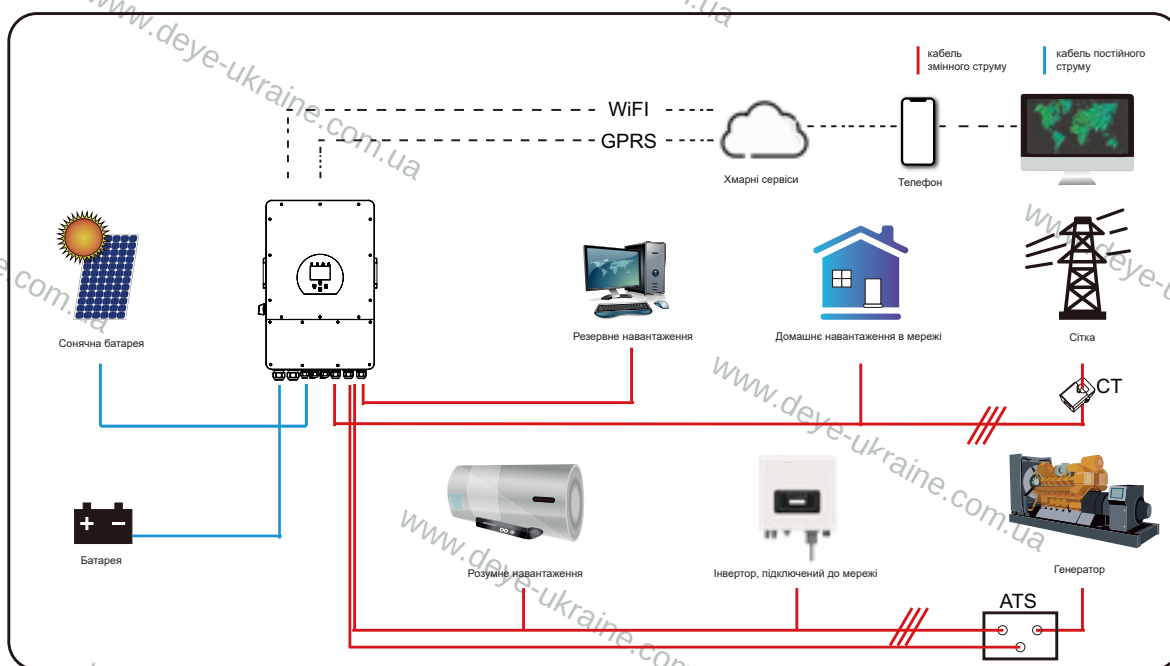 www.deye-ukraine.com.ua
кабель
змінного струму
кабель постійного
струму
WiFI
GPRS
Хмарні сервіси
Телефон
Сонячна батарея
Резервне навантаження
Домашнє навантаження в мережі
Сітка
CT
www.deye-ukraine.com.ua
Батарея
Розумне навантаження
Інвертор, підключений до мережі
Генератор
www.deye-ukraine.com.ua
ATS